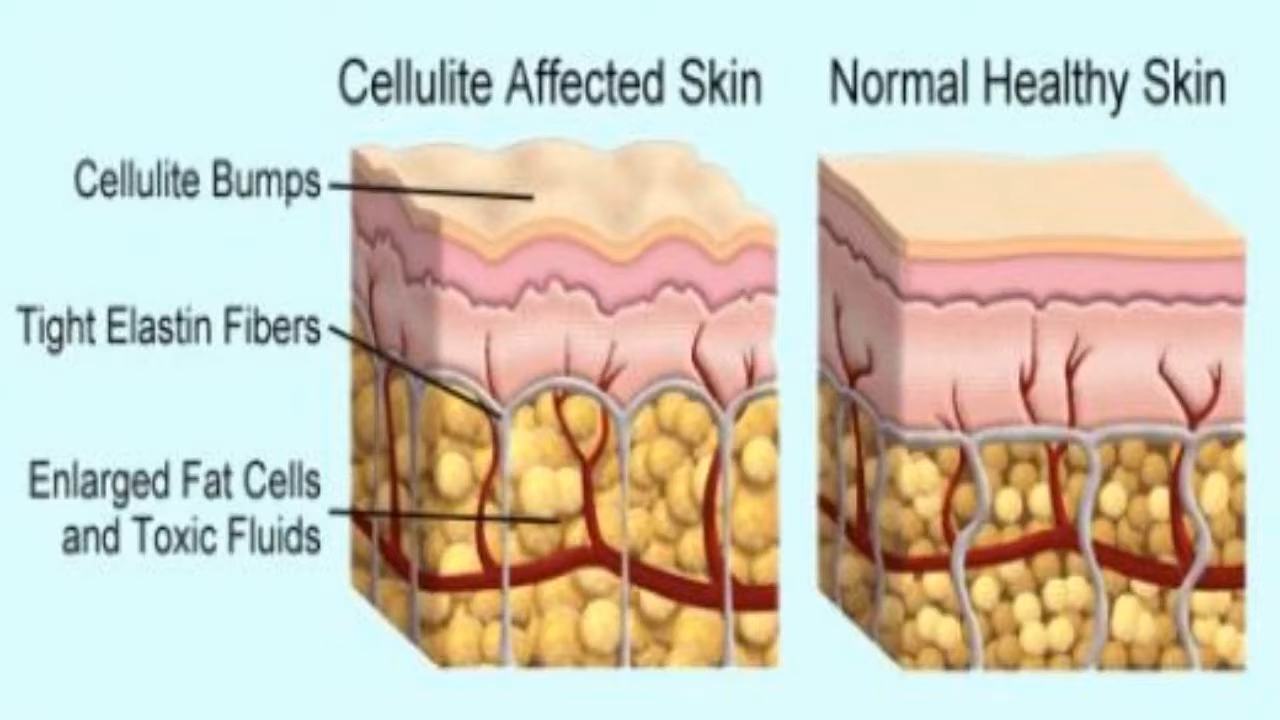 Cellulite Affected Skin
Normal Healthy Skin
Cellulite Bumps
Tight Elastin Fibers
Enlarged Fat Cells
and Toxic Fluids